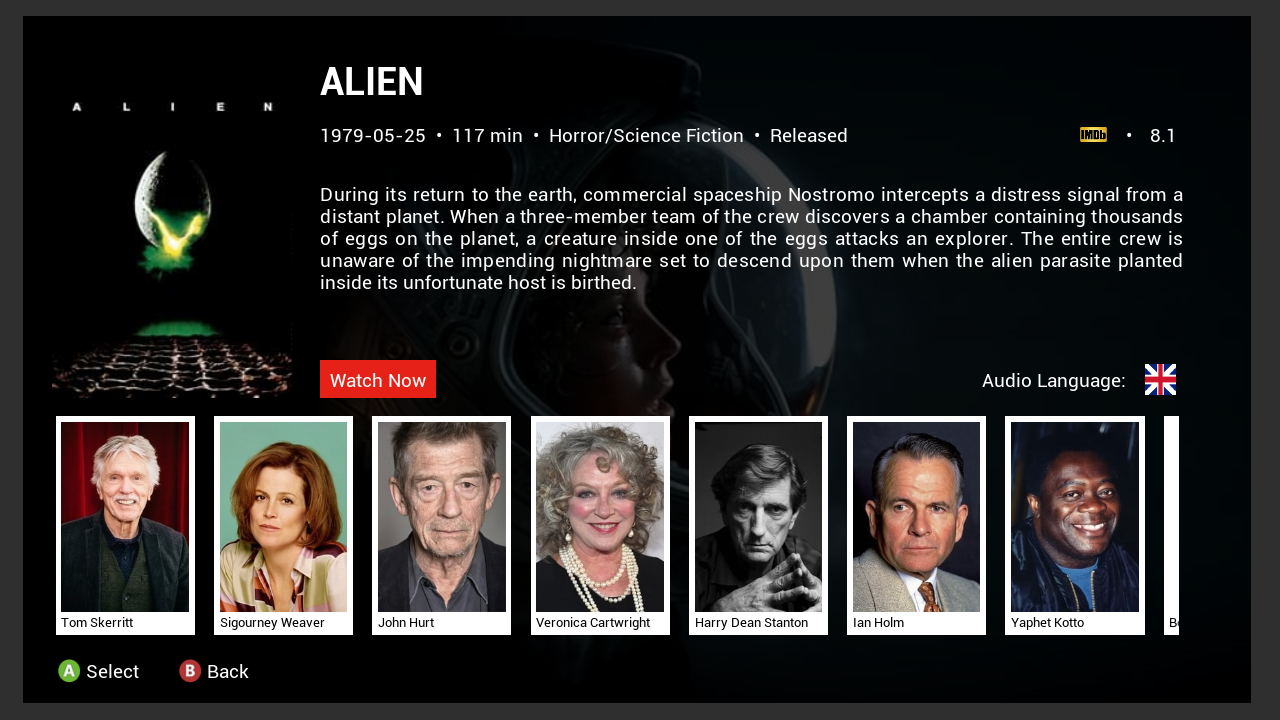 ALIEN
A L I E N
1979-05-25 • 117 min • Horror/Science Fiction • Released
IMDb • 8.1
During its return to the earth, commercial spaceship Nostromo intercepts a distress signal from a
distant planet. When a three-member team of the crew discovers a chamber containing thousands
of eggs on the planet, a creature inside one of the eggs attacks an explorer. The entire crew is
unaware of the impending nightmare set to descend upon them when the alien parasite planted
inside its unfortunate host is birthed.
Watch Now
Audio Language:
Tom Skerritt
Sigourney Weaver
John Hurt
Veronica Cartwright
Harry Dean Stanton
Ian Holm
Yaphet Kotto
A Select
B Back